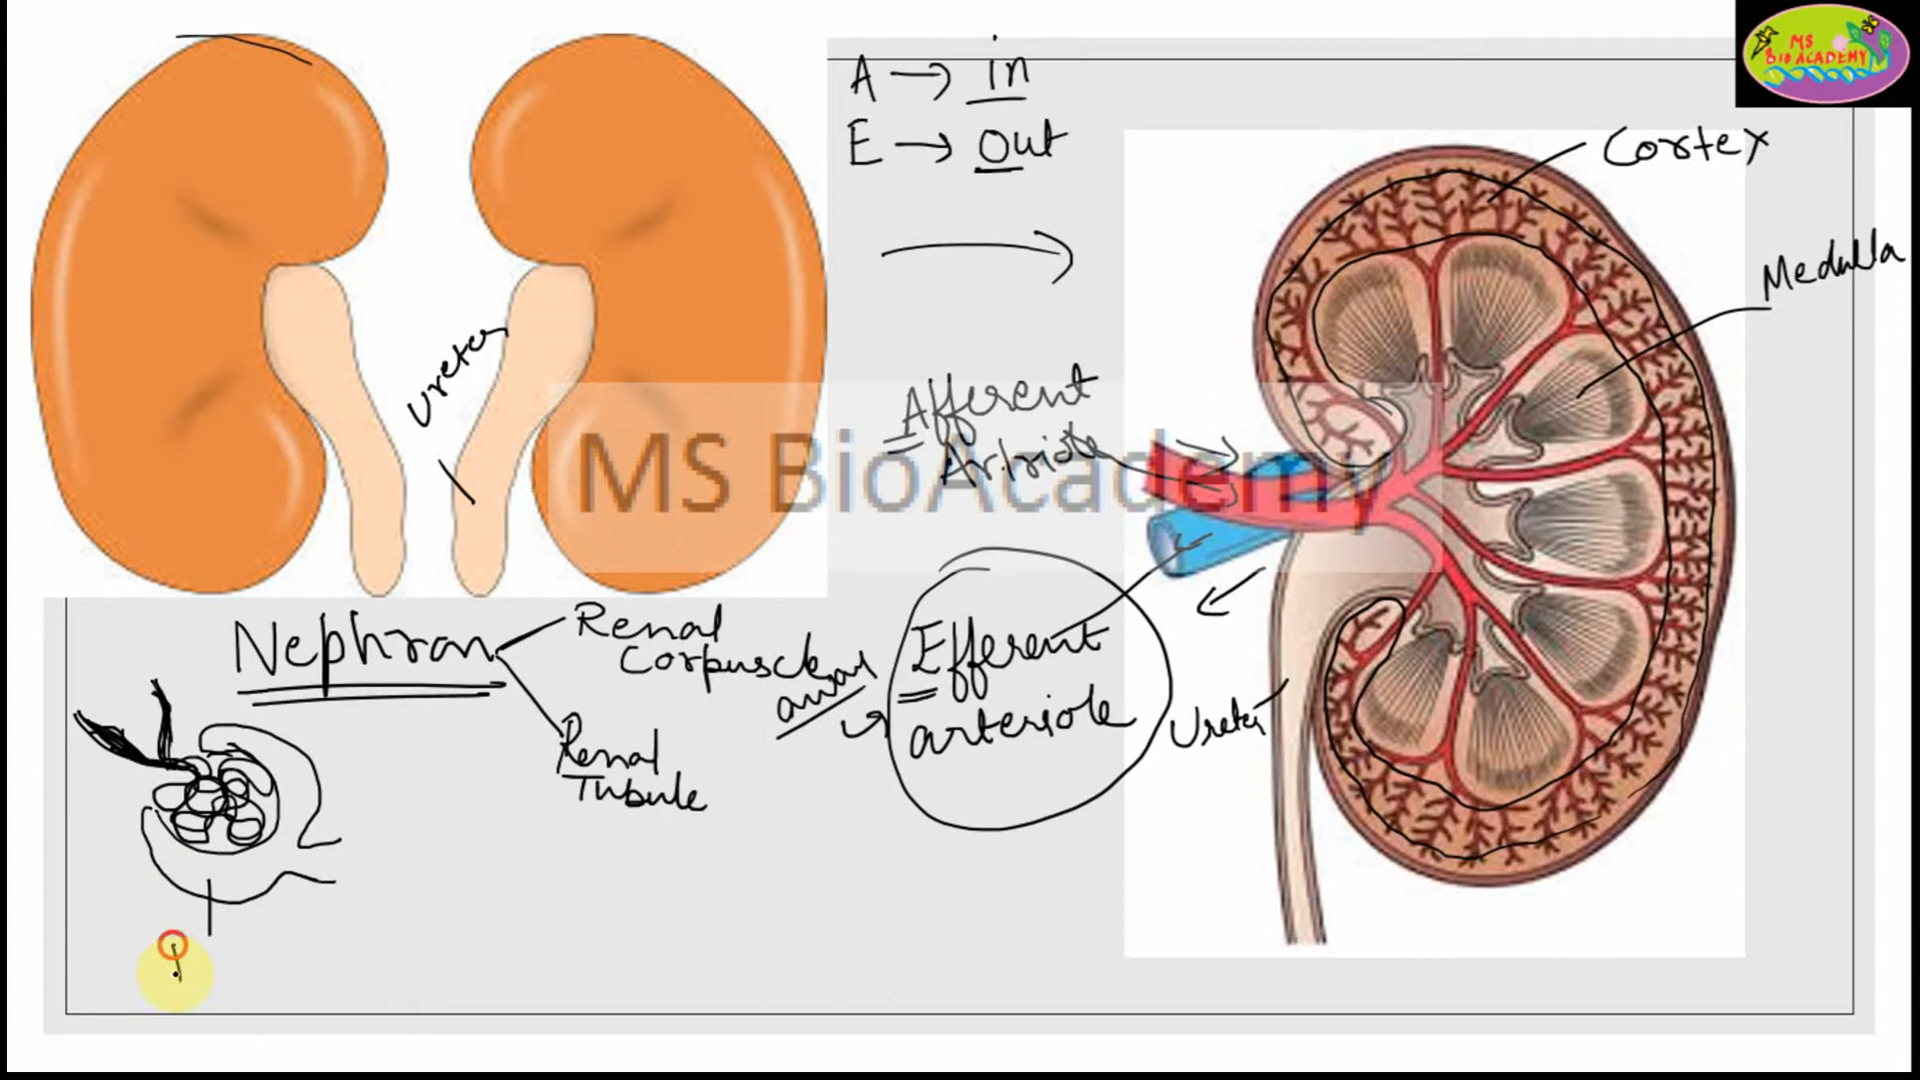 MS
BIO ACADEMY
A → in
E → out
Cortex
Medulla
Ureter
Afferent
MS BioAcademy
Nephron
Renal
Corpuscle
away
Efferent
arteriole
Ureter
Renal
Tubule